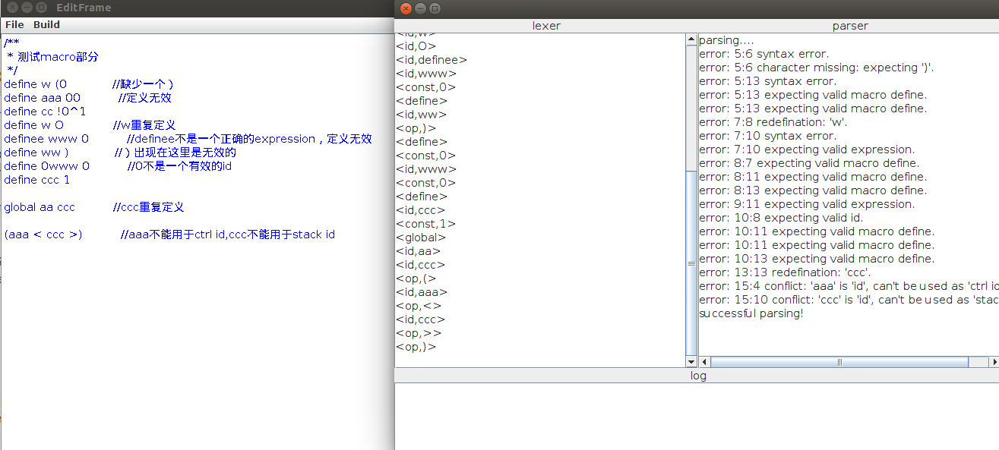 EditFrame
File Build
/**
* 测试macro部分
*/
define w (0 //缺少一个 )
define aaa 00 //定义无效
define cc !0^1
define w O //w重复定义
definee www 0 //definee不是一个正确的expression，定义无效
define ww ) // ) 出现在这里是无效的
define 0www 0 //0不是一个有效的id
define ccc 1
global aa ccc //ccc重复定义
(aaa < ccc >) //aaa不能用于ctrl id,ccc不能用于stack id
lexer
<id,w>
<id,O>
<id,definee>
<id,www>
<const,0>
<define>
<id,ww>
<op,)>
<define>
<const,0>
<id,www>
<const,0>
<define>
<id,ccc>
<const,1>
<global>
<id,aa>
<id,ccc>
<op,(>
<id,aaa>
<op,<>
<id,ccc>
<op,>>
<op,)>
parser
parsing....
error: 5:6 syntax error.
error: 5:6 character missing: expecting ')'.
error: 5:13 syntax error.
error: 5:13 expecting valid macro define.
error: 5:13 expecting valid macro define.
error: 7:8 redefination: 'w'.
error: 7:10 syntax error.
error: 7:10 expecting valid expression.
error: 8:7 expecting valid macro define.
error: 8:11 expecting valid macro define.
error: 8:13 expecting valid macro define.
error: 9:11 expecting valid expression.
error: 10:8 expecting valid id.
error: 10:11 expecting valid macro define.
error: 10:11 expecting valid macro define.
error: 10:13 expecting valid macro define.
error: 13:13 redefination: 'ccc'.
error: 15:4 conflict: 'aaa' is 'id', can't be used as 'ctrl id
error: 15:10 conflict: 'ccc' is 'id', can't be used as 'stac
successful parsing!
log